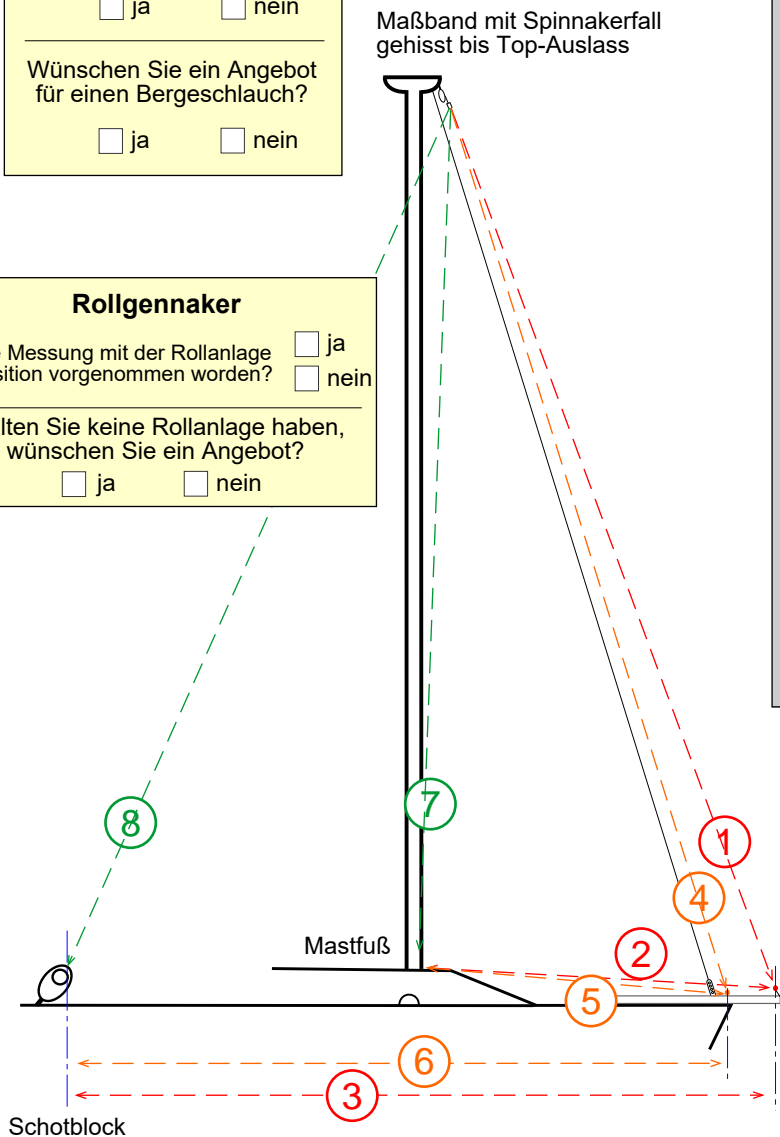 ja nein
Wünschen Sie ein Angebot
für einen Bergeschlauch?
ja nein
Maßband mit Spinnakerfall
gehisst bis Top-Auslass
Rollgennaker
Messung mit der Rollanlage
vorgenommen worden?
ja
nein
Sie keine Rollanlage haben,
wünschen Sie ein Angebot?
ja nein
8
7
1
4
2
Mastfuß
5
6
3
Schotblock